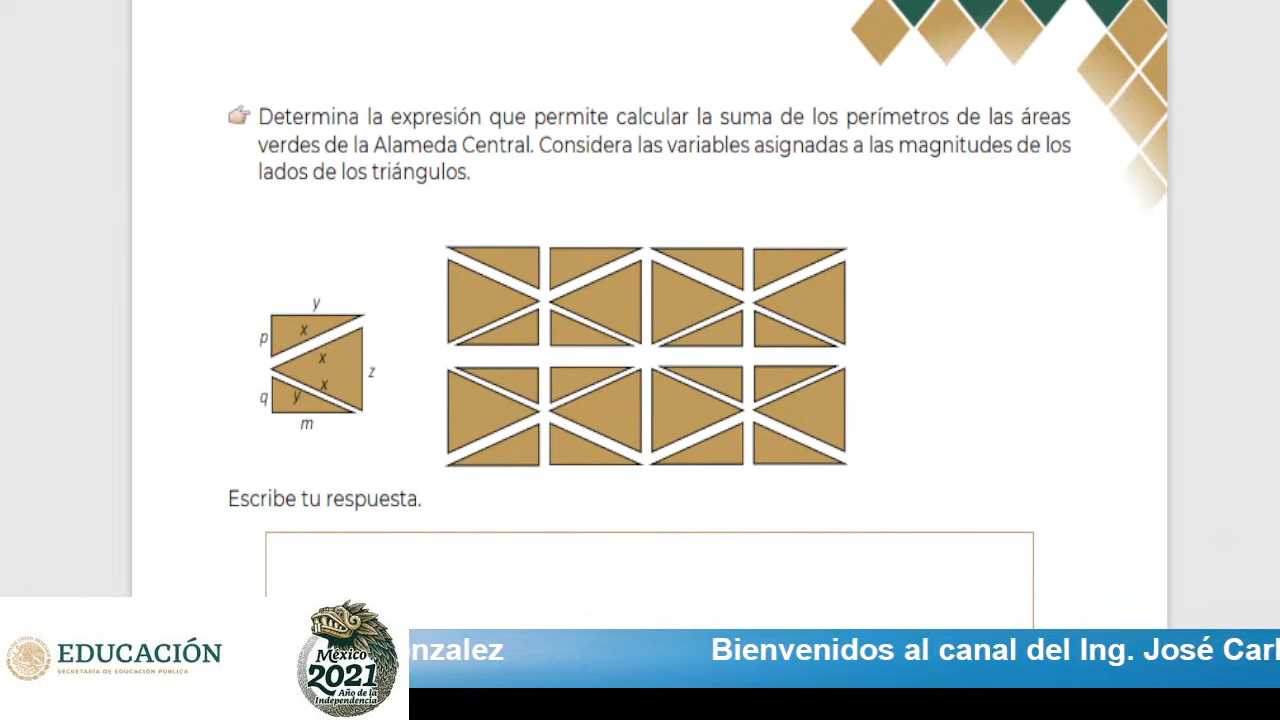 Determina la expresión que permite calcular la suma de los perímetros de las áreas
verdes de la Alameda Central. Considera las variables asignadas a las magnitudes de los
lados de los triángulos.
y
p
x
x
z
x
q
y
m
Escribe tu respuesta.
EDUCACIÓN
SECRETARÍA DE EDUCACIÓN PÚBLICA
México
2021
Año de la
Independencia
nzalez Bienvenidos al canal del Ing. José Carl